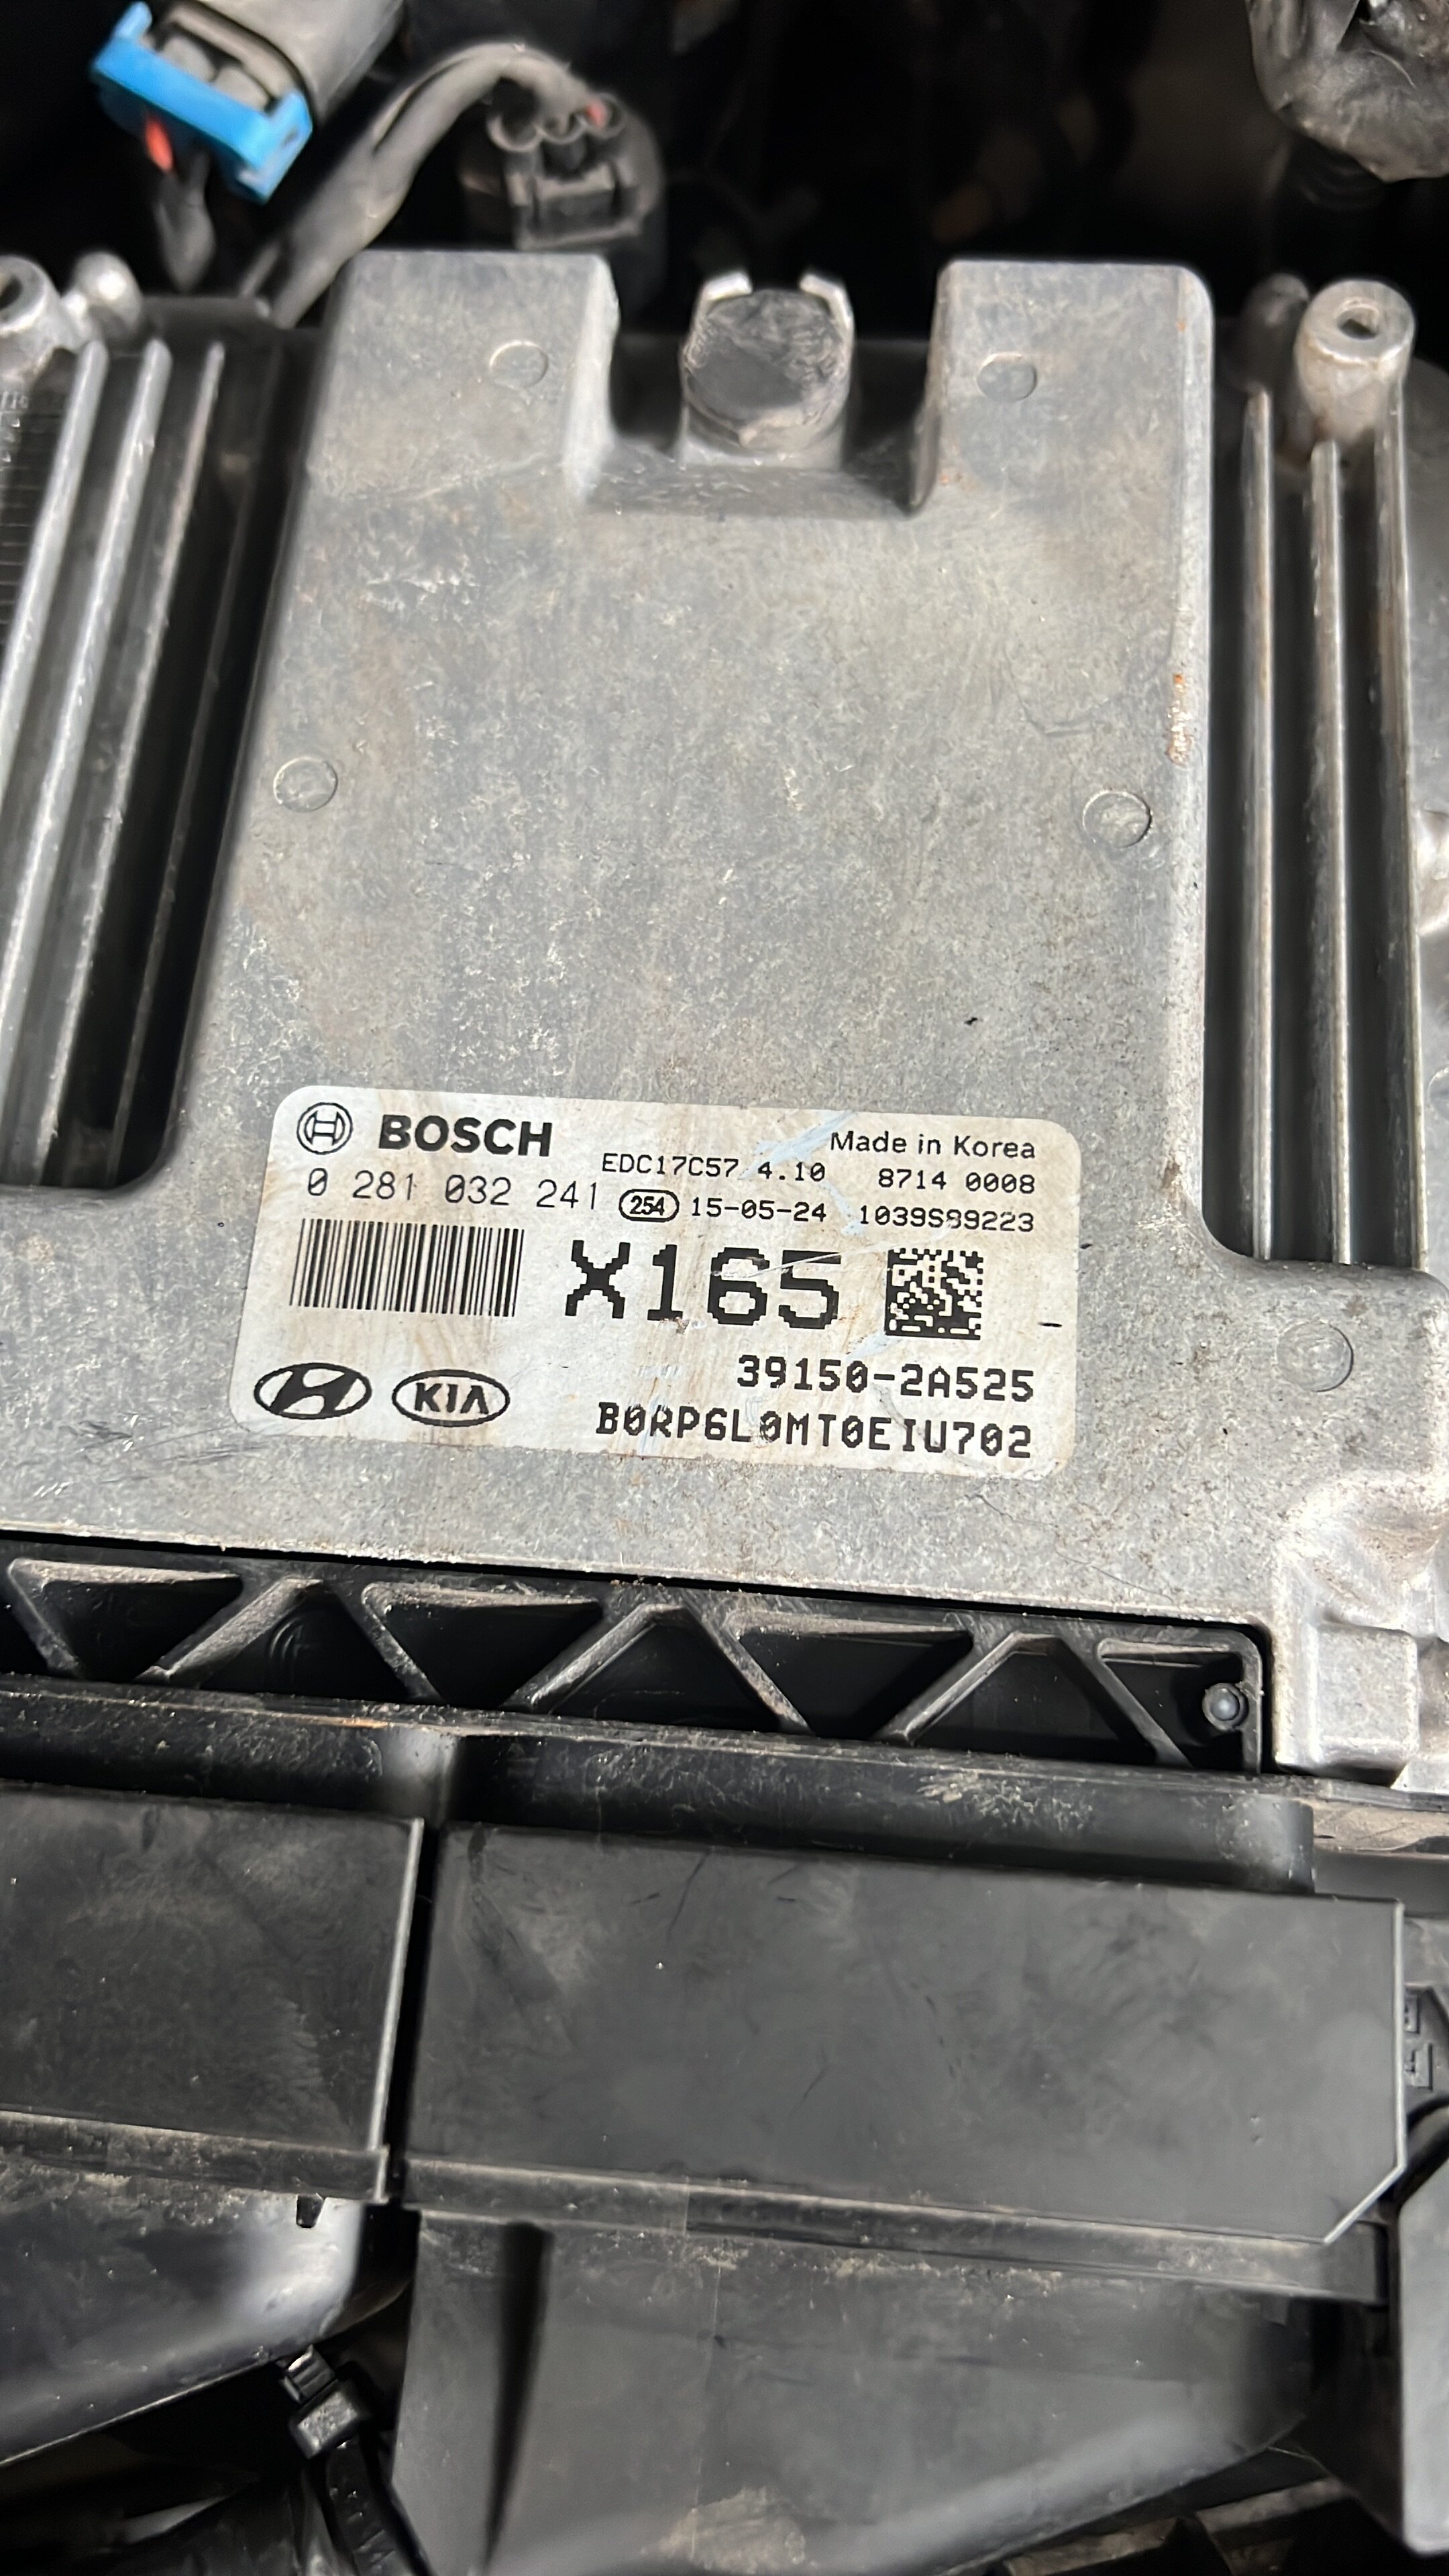 BOSCH
Made in Korea
EDC17C57 4.10 8714 0008
0 281 032 241 254 15-05-24 1039S89223
X165
39150-2A525
KIA
B0RP6L0MT0EIU702